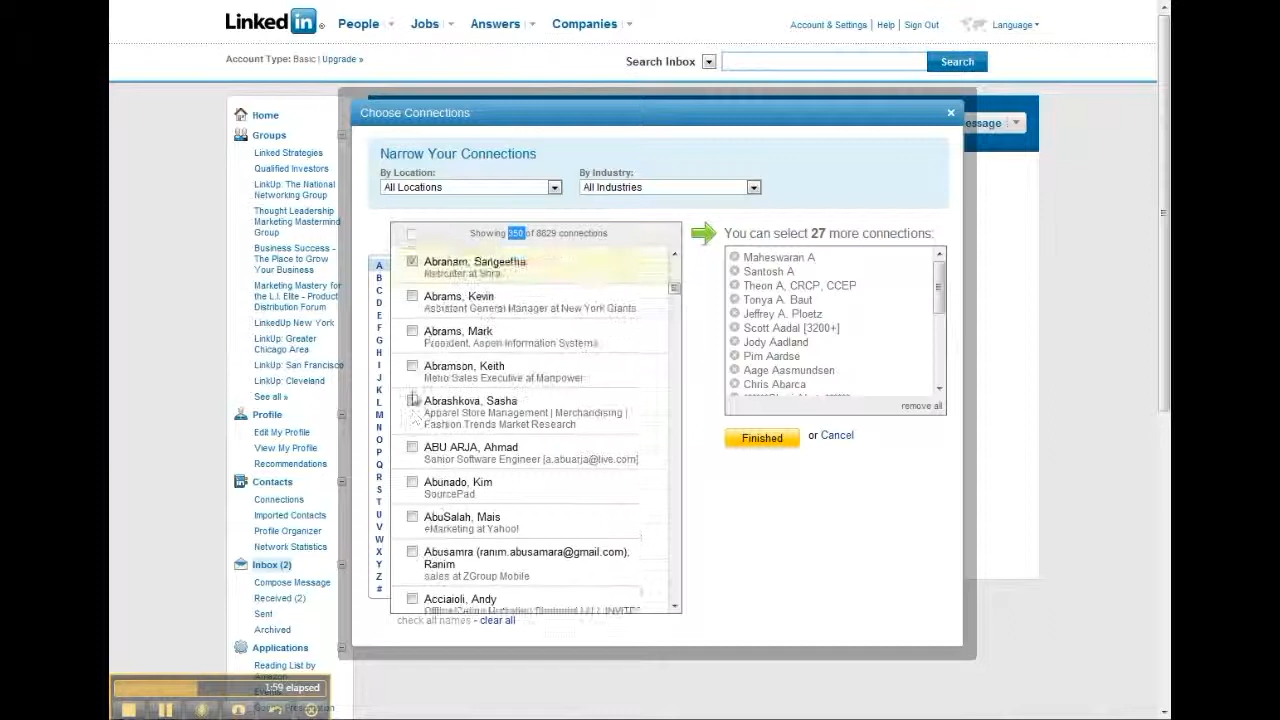 LinkedIn People Jobs Answers Companies
Account & Settings | Help | Sign Out Language
Account Type: Basic | Upgrade »
Search Inbox Search
Home
Groups
Linked Strategies
Qualified Investors
LinkUp: The National
Networking Group
Thought Leadership
Marketing Mastermind
Group
Business Success -
The Place to Grow
Your Business
Marketing Mastery for
the L.I. Elite - Product
Distribution Forum
LinkedUp New York
LinkUp: Greater
Chicago Area
LinkUp: San Francisco
LinkUp: Cleveland
See all »
Profile
Edit My Profile
View My Profile
Recommendations
Contacts
Connections
Imported Contacts
Profile Organizer
Network Statistics
Inbox (2)
Compose Message
Received (2)
Sent
Archived
Applications
Reading List by
Choose Connections
×
essage
Narrow Your Connections
By Location: By Industry:
All Locations All Industries
Showing 350 of 8829 connections
A
B
C
D
E
F
G
H
I
J
K
L
M
N
O
P
Q
R
S
T
U
V
W
X
Y
Z
#
Abranam, Sangeetha
Abrams, Kevin
Assistant General Manager at New York Giants
Abrams, Mark
President, Aspen Information Systems
Abramson, Keith
Sales Executive at Manpower
Abrashkova, Sasha
Apparel Store Management | Merchandising |
Fashion Trends Market Research
ABU ARJA, Ahmad
Senior Software Engineer [a.abuarja@live.com]
Abunado, Kim
SourcePad
AbuSalah, Mais
eMarketing at Yahoo!
Abusamra (ranim.abusamara@gmail.com),
Ranim
sales at ZGroup Mobile
Acciaioli, Andy
check all names - clear all
You can select 27 more connections:
Maheswaran A
Santosh A
Theon A, CRCP, CCEP
Tonya A. Baut
Jeffrey A. Ploetz
Scott Aadal [3200+]
Jody Aadland
Pim Aardse
Aage Aasmundsen
Chris Abarca
remove all
Finished or Cancel
1:59 elapsed